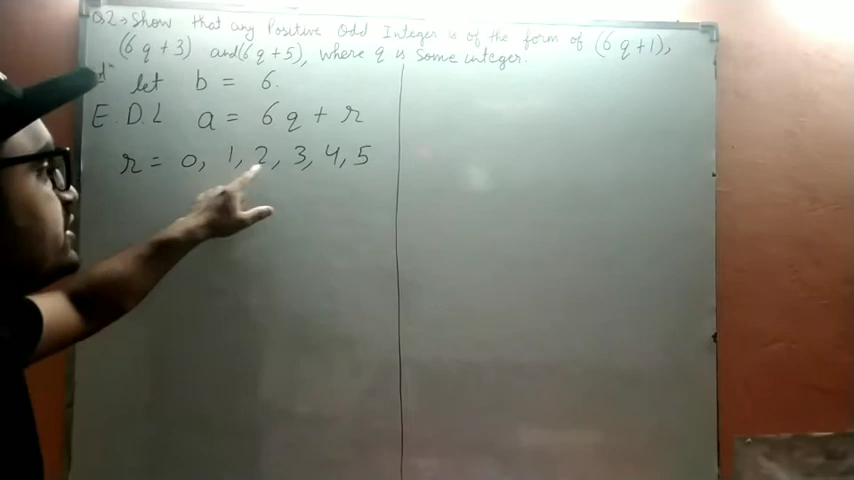 Q2→ Show that any Positive Odd Integer is of the form of (6q+1),
(6q+3) and (6q+5), where q is some integer.
let b = 6.
E.D.L a = 6q + r
r = 0, 1, 2, 3, 4, 5